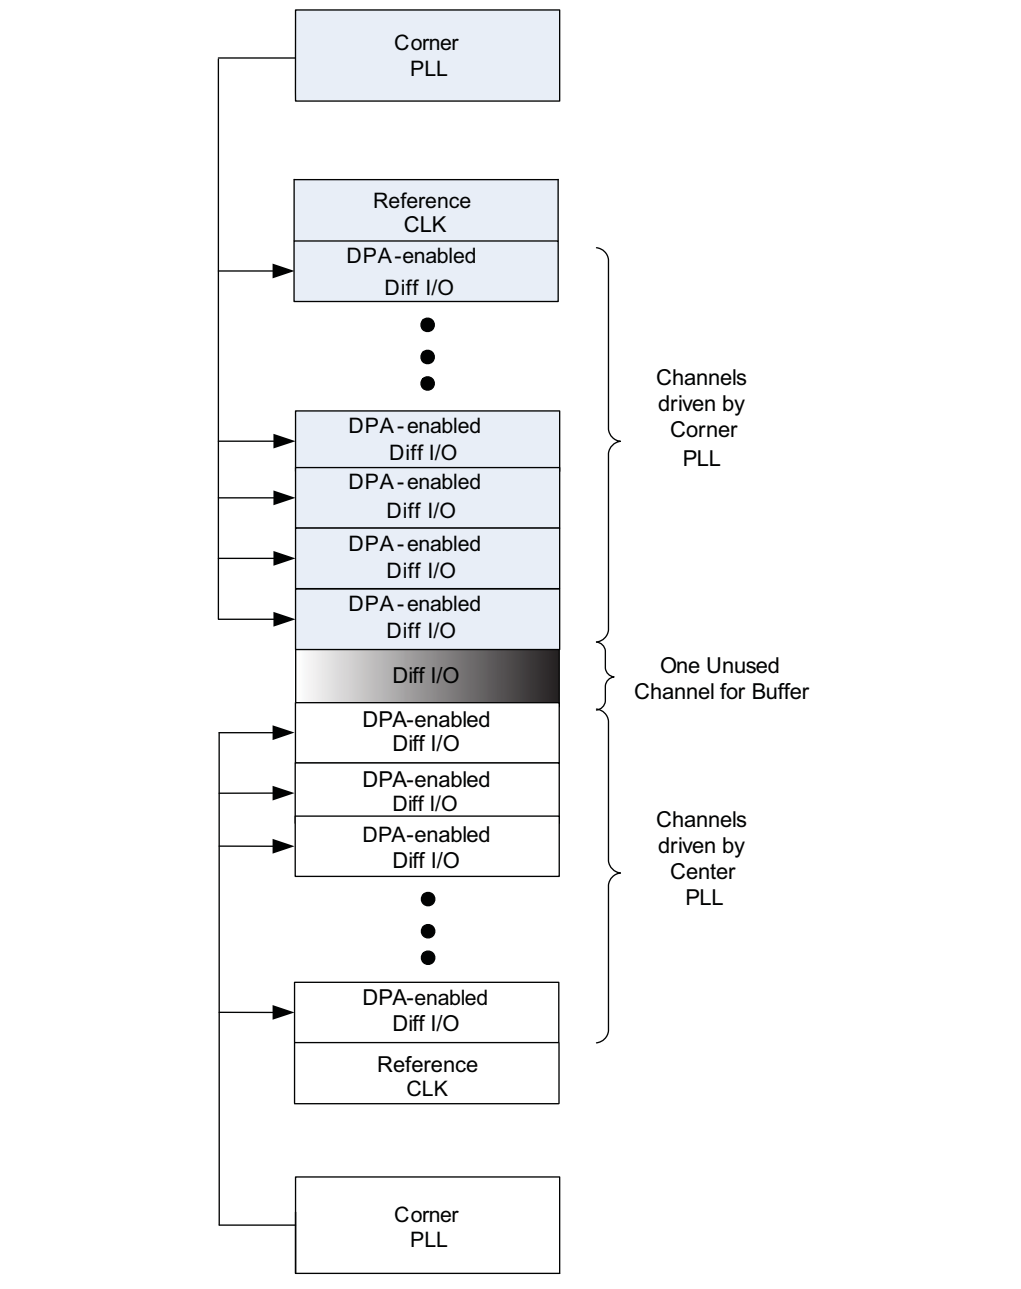 Corner
PLL
Reference
CLK
DPA-enabled
Diff I/O
DPA-enabled
Diff I/O
DPA-enabled
Diff I/O
DPA-enabled
Diff I/O
DPA-enabled
Diff I/O
Channels
driven by
Corner
PLL
Diff I/O
One Unused
Channel for Buffer
DPA-enabled
Diff I/O
DPA-enabled
Diff I/O
DPA-enabled
Diff I/O
Channels
driven by
Center
PLL
DPA-enabled
Diff I/O
Reference
CLK
Corner
PLL